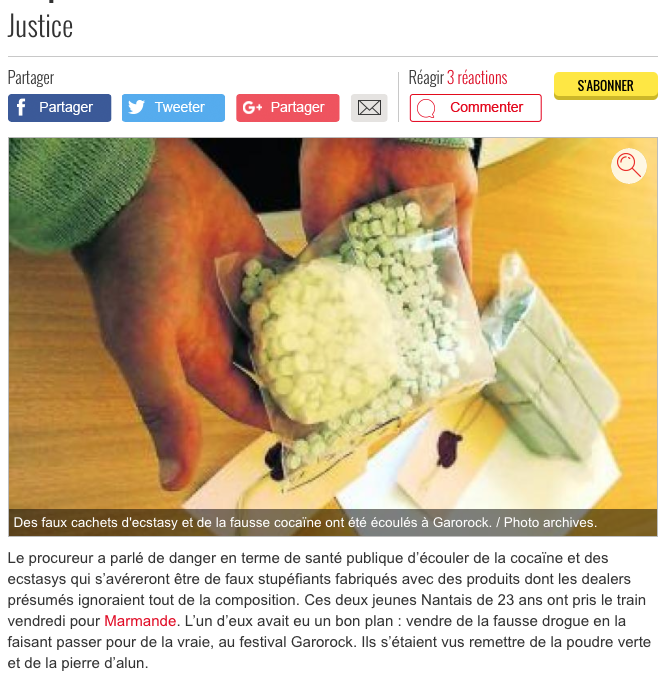 Justice
Partager
Réagir 3 réactions
S'ABONNER
Partager
Tweeter
G+ Partager
Commenter
Des faux cachets d'ecstasy et de la fausse cocaïne ont été écoulés à Garorock. / Photo archives.
Le procureur a parlé de danger en terme de santé publique d'écouler de la cocaïne et des
ecstasys qui s'avéreront être de faux stupéfiants fabriqués avec des produits dont les dealers
présumés ignoraient tout de la composition. Ces deux jeunes Nantais de 23 ans ont pris le train
vendredi pour Marmande. L'un d'eux avait eu un bon plan : vendre de la fausse drogue en la
faisant passer pour de la vraie, au festival Garorock. Ils s'étaient vus remettre de la poudre verte
et de la pierre d'alun.